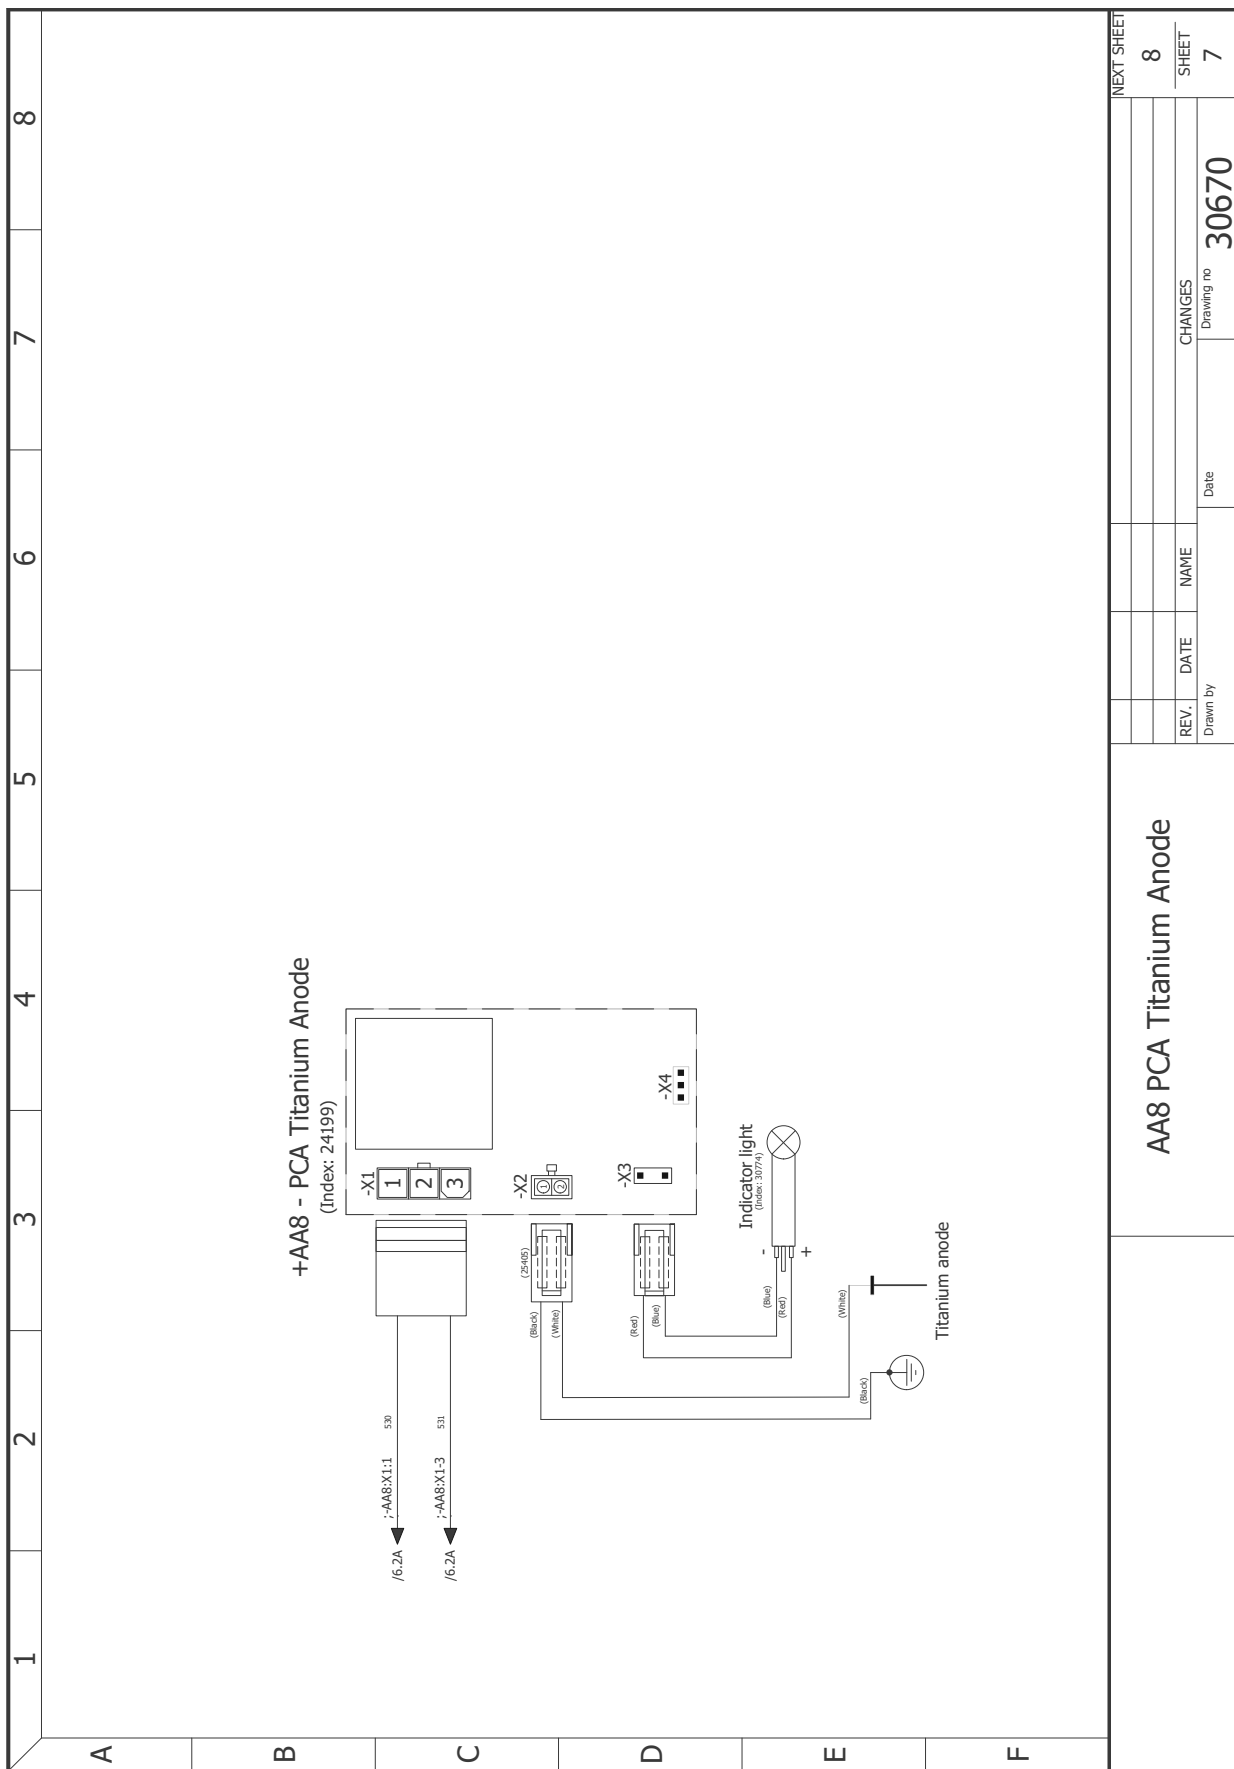 1
2
3
4
5
6
7
8
A
B
C
D
E
F
+AA8 - PCA Titanium Anode
(Index: 24199)
-X1
1
2
3
-X2
1
2
-X3
-X4
/6.2A
;-AA8:X1:1
530
/6.2A
;-AA8:X1-3
531
(25405)
(Black)
(White)
(Red)
(Blue)
Indicator light
(Index: 30774)
-
+
(Blue)
(Red)
(White)
(Black)
Titanium anode
AA8 PCA Titanium Anode
REV.
DATE
NAME
CHANGES
Drawn by
Date
Drawing no
30670
NEXT SHEET
8
SHEET
7